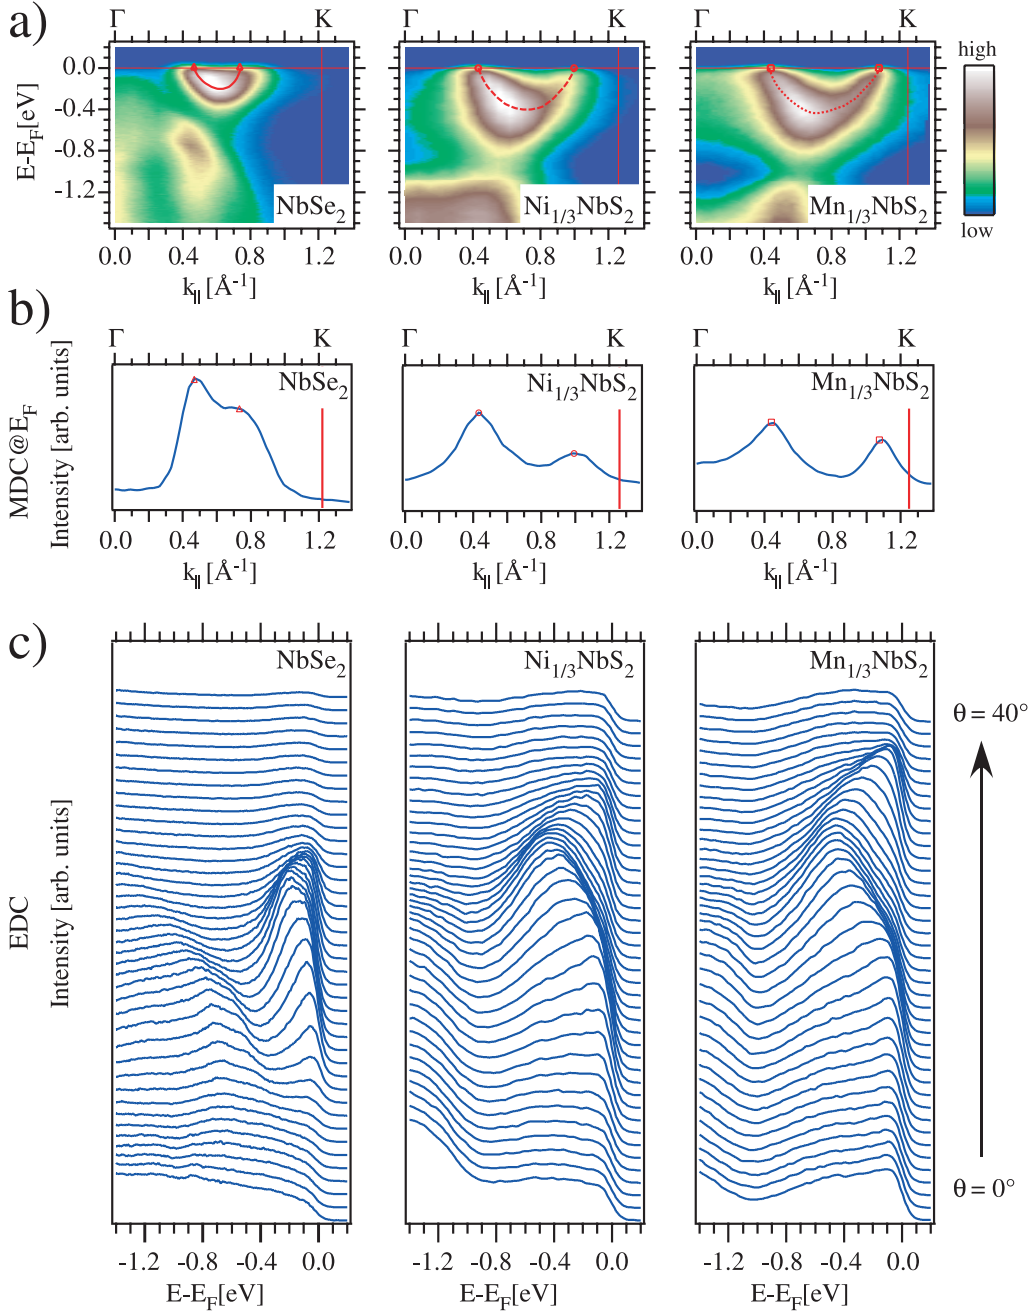 a)
Γ K Γ K Γ K
high
low
E-E_F[eV]
0.0
-0.4
-0.8
-1.2
NbSe₂
Ni₁/₃NbS₂
Mn₁/₃NbS₂
0.0 0.4 0.8 1.2 0.0 0.4 0.8 1.2 0.0 0.4 0.8 1.2
k_|| [Å⁻¹] k_|| [Å⁻¹] k_|| [Å⁻¹]
b)
Γ K Γ K Γ K
MDC@E_F
Intensity [arb. units]
NbSe₂
Ni₁/₃NbS₂
Mn₁/₃NbS₂
0.0 0.4 0.8 1.2 0.0 0.4 0.8 1.2 0.0 0.4 0.8 1.2
k_|| [Å⁻¹] k_|| [Å⁻¹] k_|| [Å⁻¹]
c)
EDC
Intensity [arb. units]
NbSe₂
Ni₁/₃NbS₂
Mn₁/₃NbS₂
θ = 40°
θ = 0°
-1.2 -0.8 -0.4 0.0 -1.2 -0.8 -0.4 0.0 -1.2 -0.8 -0.4 0.0
E-E_F[eV] E-E_F[eV] E-E_F[eV]